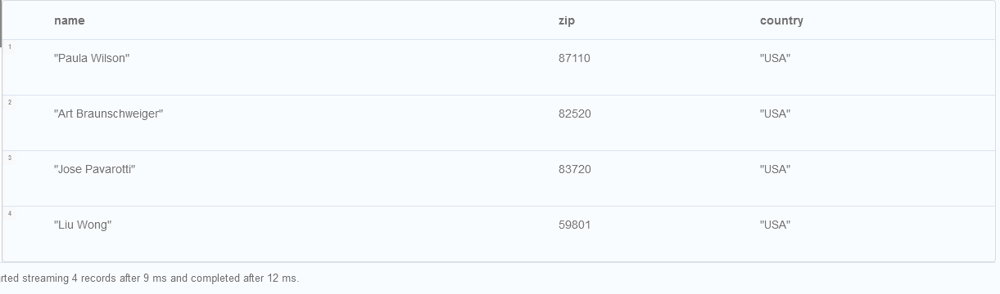 name zip country
1
"Paula Wilson" 87110 "USA"
2
"Art Braunschweiger" 82520 "USA"
3
"Jose Pavarotti" 83720 "USA"
4
"Liu Wong" 59801 "USA"
rted streaming 4 records after 9 ms and completed after 12 ms.